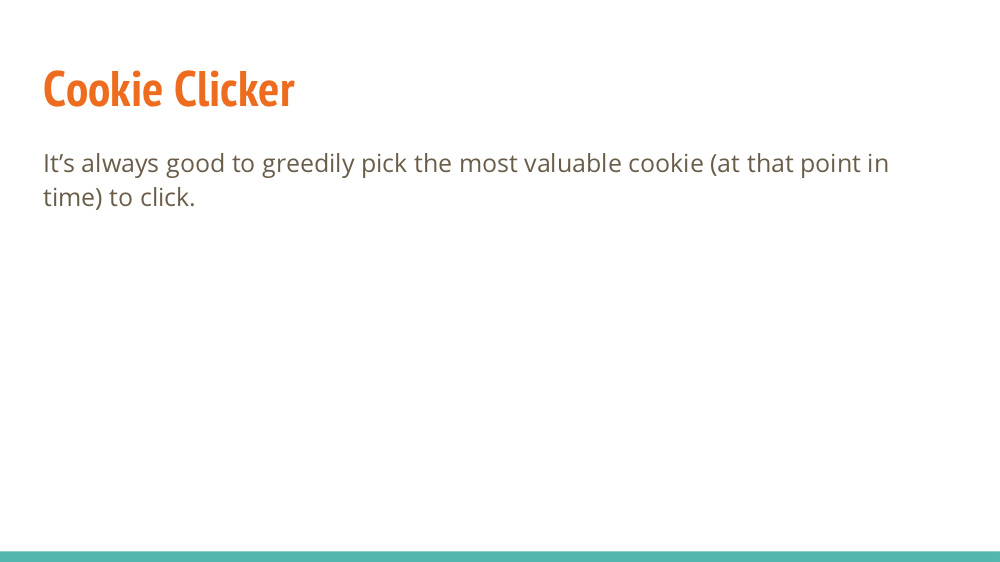 Cookie Clicker
It’s always good to greedily pick the most valuable cookie (at that point in
time) to click.